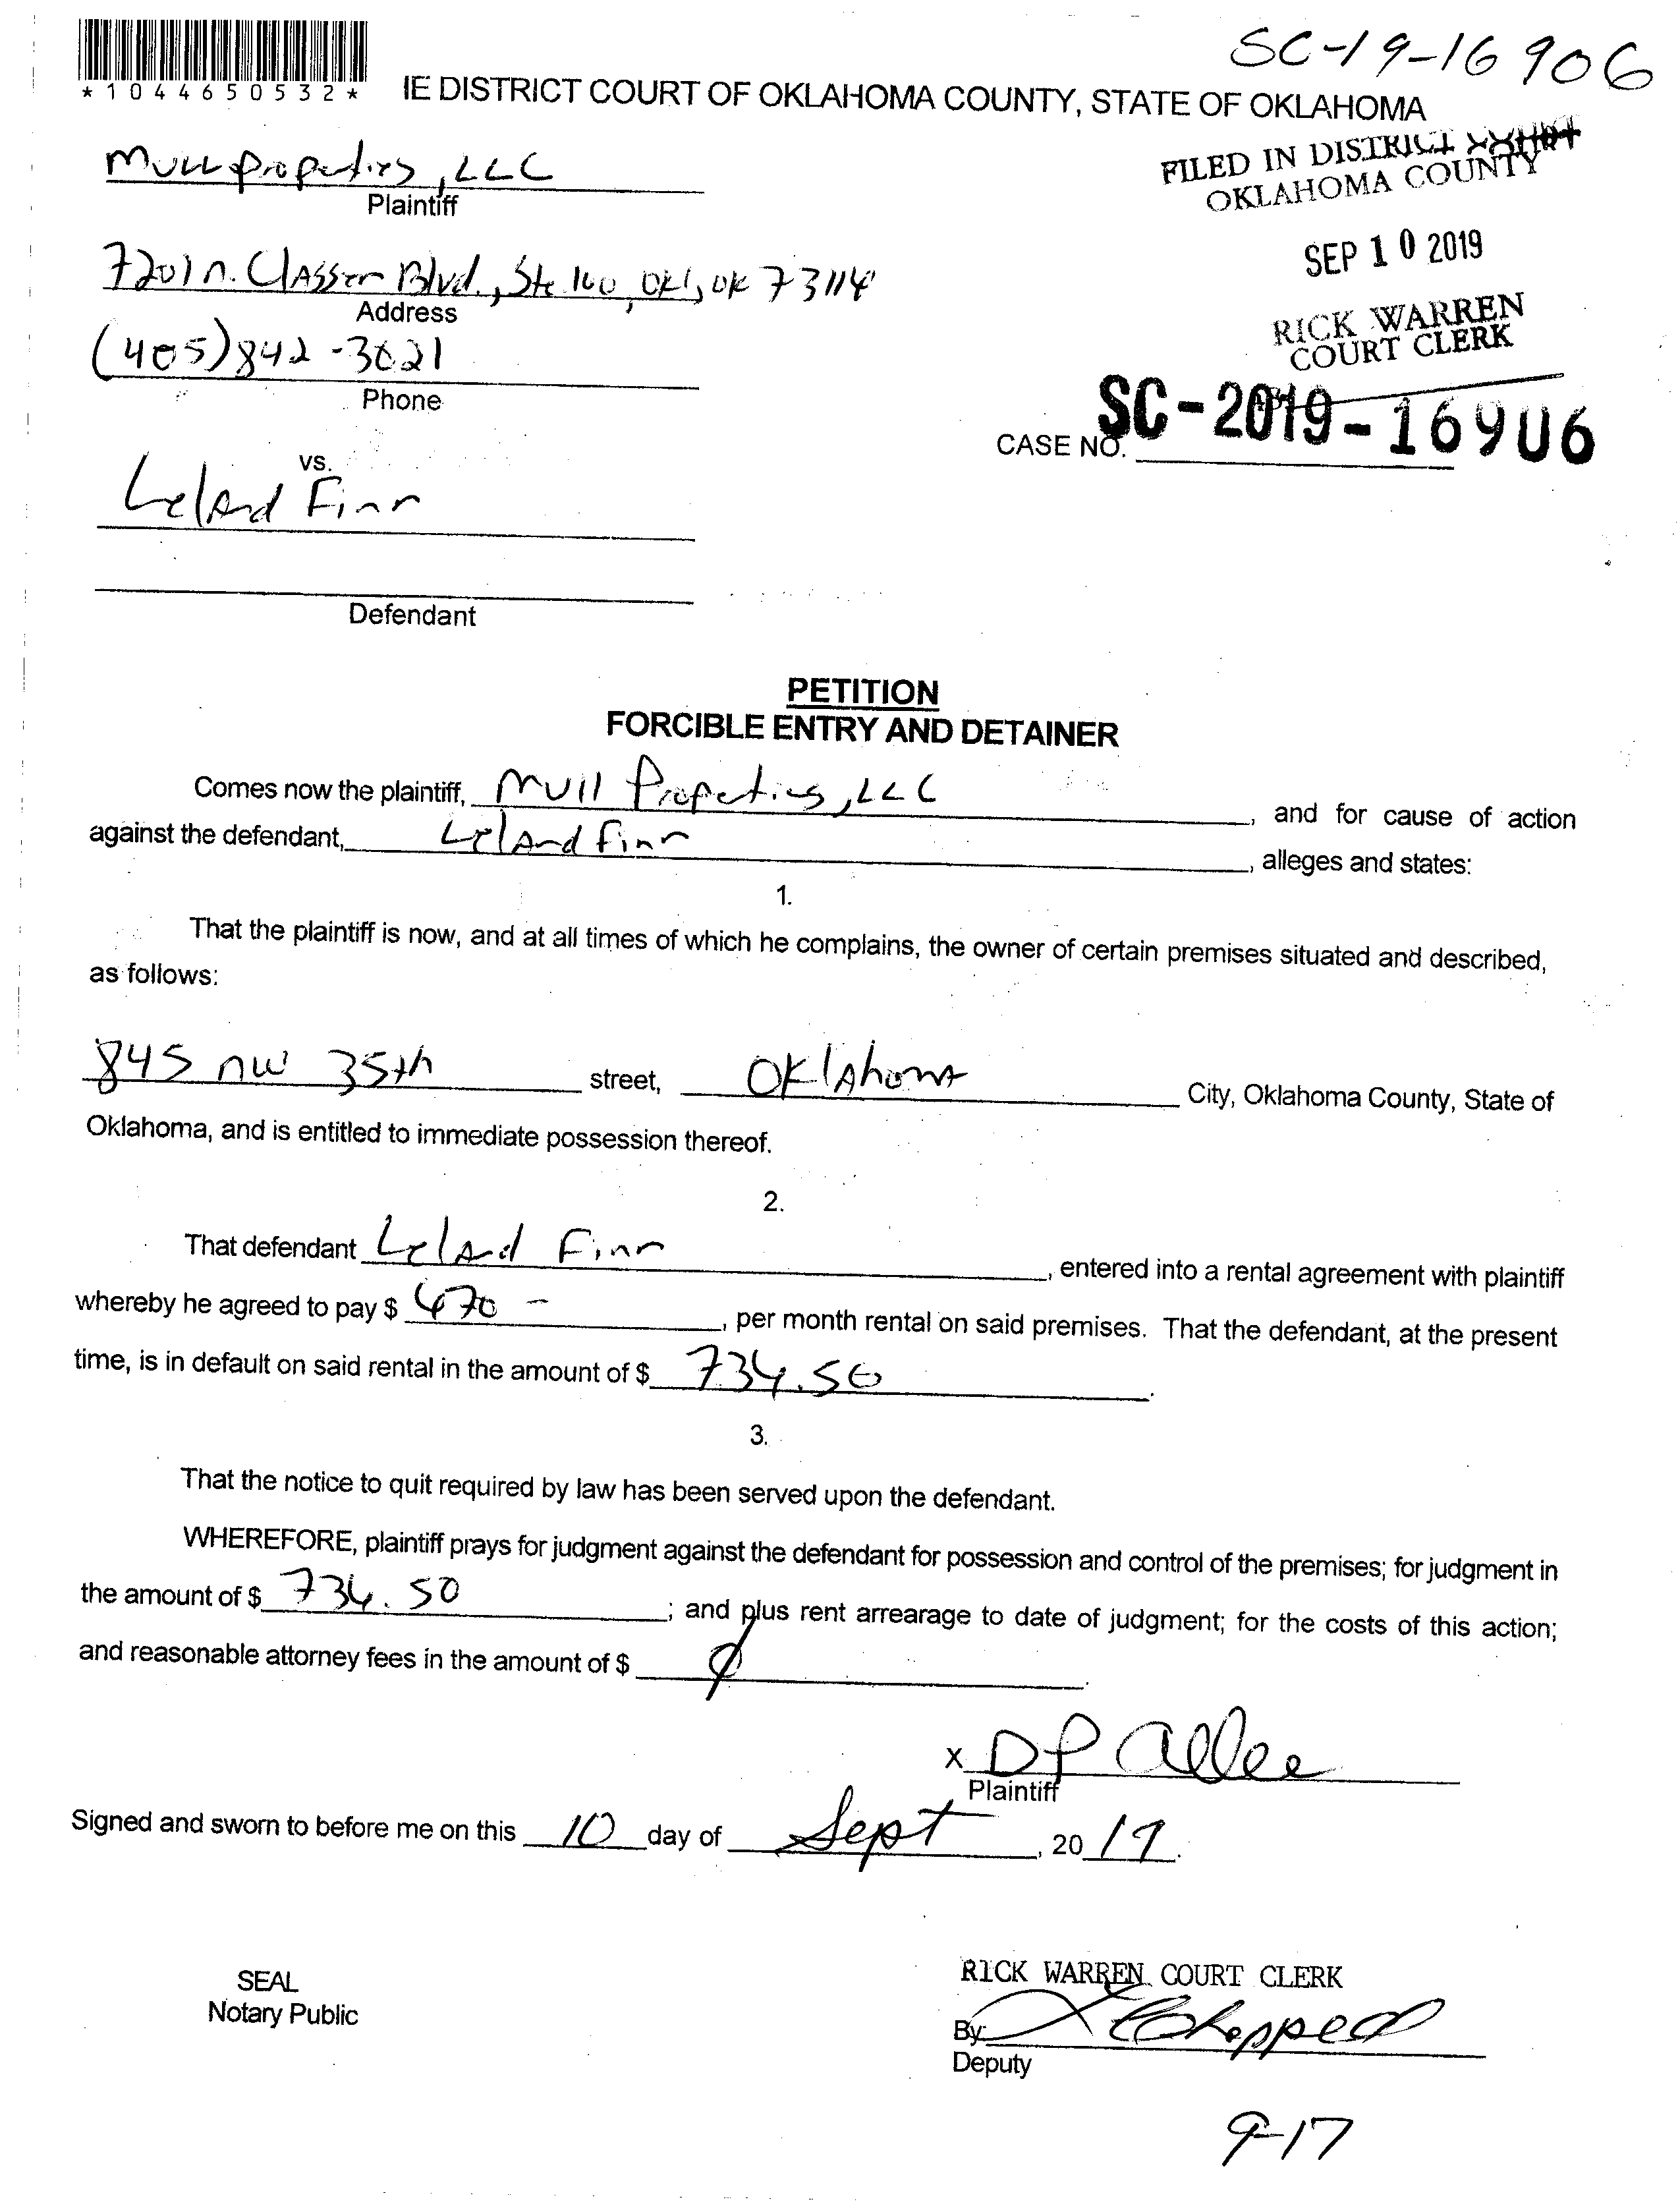 SC-19-16906
*1044650532*
IE DISTRICT COURT OF OKLAHOMA COUNTY, STATE OF OKLAHOMA
FILED IN DISTRICT COURT
OKLAHOMA COUNTY
Mull Properties, LLC
Plaintiff
SEP 10 2019
7201 n. Classen Blvd., Ste 100, OKC, OK 73114
Address
RICK WARREN
COURT CLERK
(405) 842-3621
Phone
CASE NO. SC-2019-16906
vs.
Leland Finn
Defendant
PETITION
FORCIBLE ENTRY AND DETAINER
Comes now the plaintiff, Mull Properties, LLC, and for cause of action
against the defendant, Leland Finn, alleges and states:
1.
That the plaintiff is now, and at all times of which he complains, the owner of certain premises situated and described,
as follows:
845 nw 35th street, Oklahoma City, Oklahoma County, State of
Oklahoma, and is entitled to immediate possession thereof.
2.
That defendant Leland Finn, entered into a rental agreement with plaintiff
whereby he agreed to pay $ 670 -, per month rental on said premises. That the defendant, at the present
time, is in default on said rental in the amount of $ 734.50.
3.
That the notice to quit required by law has been served upon the defendant.
WHEREFORE, plaintiff prays for judgment against the defendant for possession and control of the premises; for judgment in
the amount of $ 734.50; and plus rent arrearage to date of judgment; for the costs of this action;
and reasonable attorney fees in the amount of $ Ø.
X DP Allee
Plaintiff
Signed and sworn to before me on this 10 day of Sept, 2019.
SEAL
Notary Public
RICK WARREN COURT CLERK
By:
Deputy
9-17